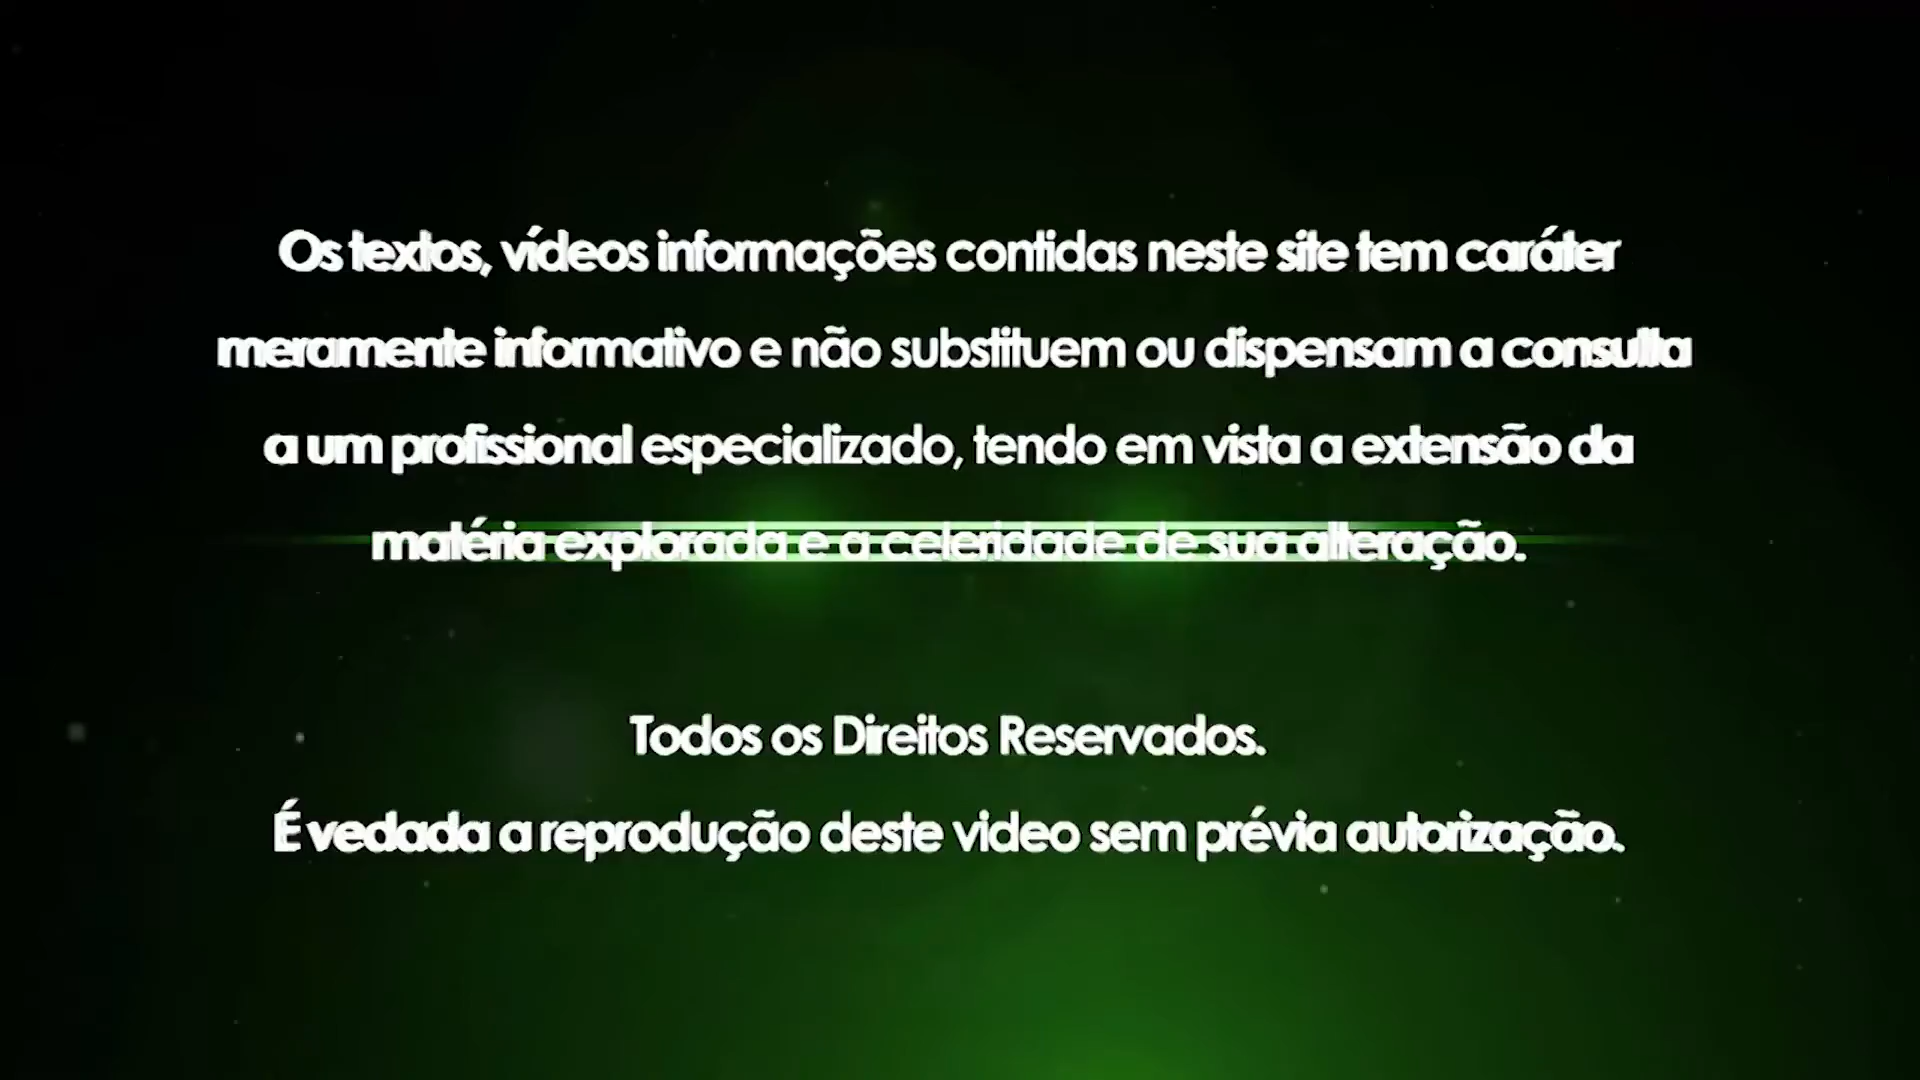 Os textos, vídeos informações contidas neste site tem caráter
meramente informativo e não substituem ou dispensam a consulta
a um profissional especializado, tendo em vista a extensão da
matéria explorada e a celeridade de sua alteração.
Todos os Direitos Reservados.
É vedada a reprodução deste video sem prévia autorização.